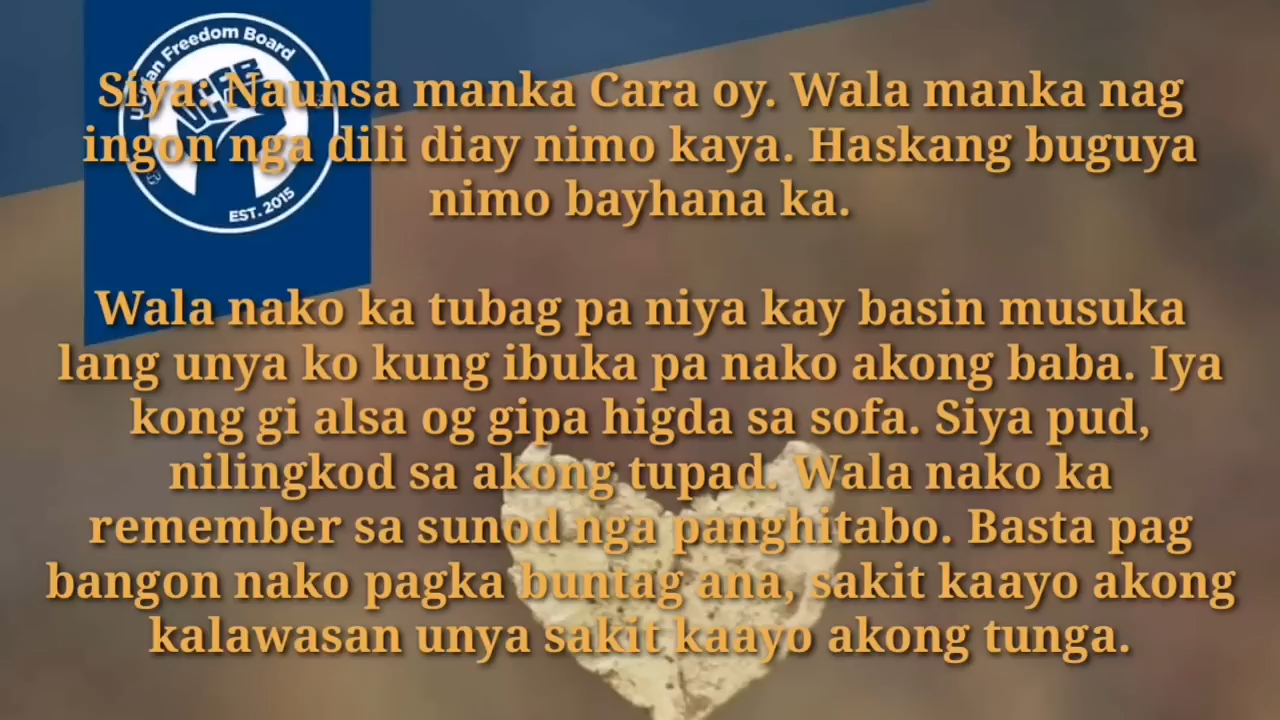 Uclican Freedom Board
UCFB
EST. 2015
Siya: Naunsa manka Cara oy. Wala manka nag
ingon nga dili diay nimo kaya. Haskang buguya
nimo bayhana ka.
Wala nako ka tubag pa niya kay basin musuka
lang unya ko kung ibuka pa nako akong baba. Iya
kong gi alsa og gipa higda sa sofa. Siya pud,
nilingkod sa akong tupad. Wala nako ka
remember sa sunod nga panghitabo. Basta pag
bangon nako pagka buntag ana, sakit kaayo akong
kalawasan unya sakit kaayo akong tunga.